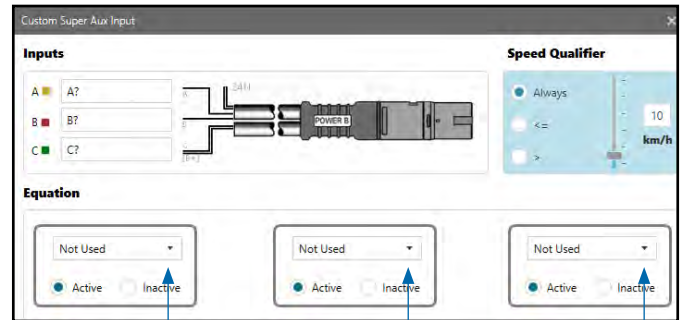 Custom Super Aux Input
Inputs
Speed Qualifier
A A?
B B?
C C?
POWER B
Always
<=
>
10
km/h
Equation
Not Used
Active Inactive
Not Used
Active Inactive
Not Used
Active Inactive